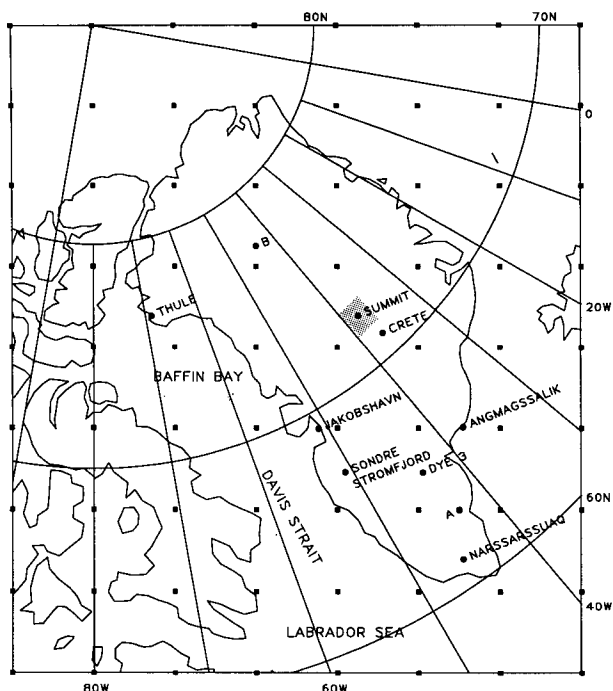 80N
70N
0
B
THULE
SUMMIT
CRETE
20W
BAFFIN BAY
JAKOBSHAVN
ANGMAGSSALIK
SONDRE
STROMFJORD
DYE 3
DAVIS STRAIT
60N
A
NARSSARSSUAQ
40W
LABRADOR SEA
80W
60W